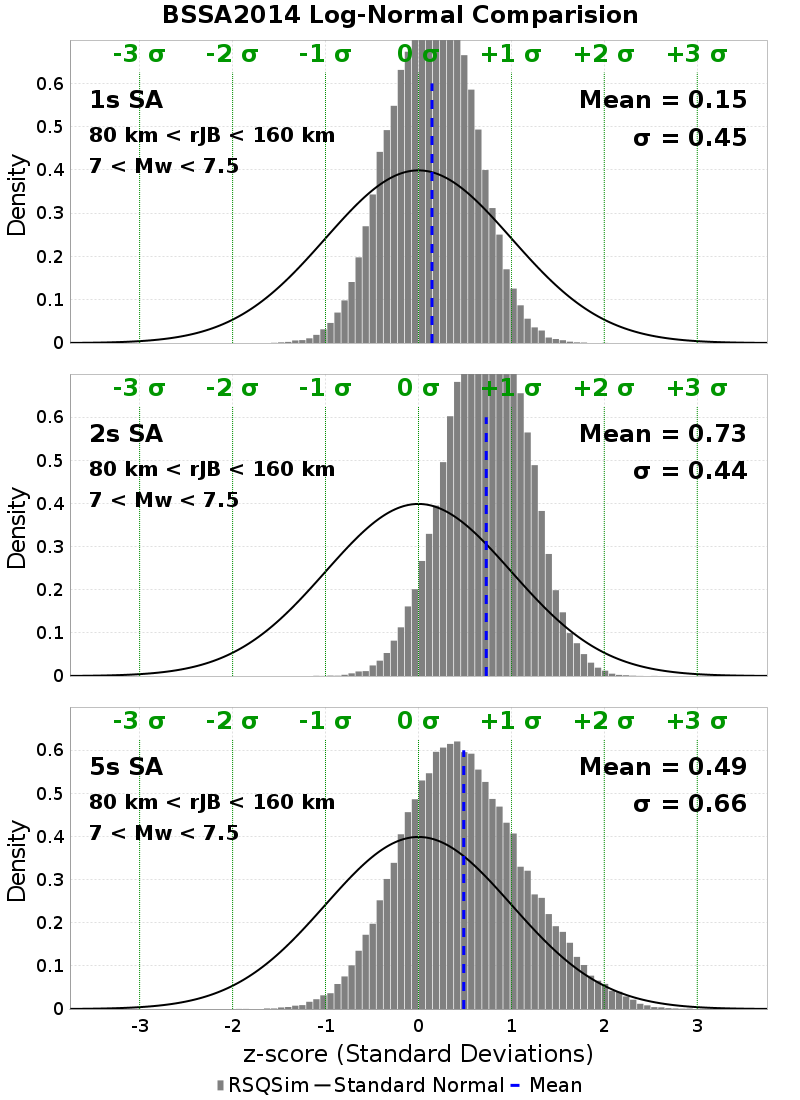 BSSA2014 Log-Normal Comparision
-3 σ -2 σ -1 σ 0 σ +1 σ +2 σ +3 σ
1s SA
80 km < rJB < 160 km
7 < Mw < 7.5
Mean = 0.15
σ = 0.45
Density
0.6
0.5
0.4
0.3
0.2
0.1
0
-3 σ -2 σ -1 σ 0 σ +1 σ +2 σ +3 σ
2s SA
80 km < rJB < 160 km
7 < Mw < 7.5
Mean = 0.73
σ = 0.44
Density
0.6
0.5
0.4
0.3
0.2
0.1
0
-3 σ -2 σ -1 σ 0 σ +1 σ +2 σ +3 σ
5s SA
80 km < rJB < 160 km
7 < Mw < 7.5
Mean = 0.49
σ = 0.66
Density
0.6
0.5
0.4
0.3
0.2
0.1
0
-3 -2 -1 0 1 2 3
z-score (Standard Deviations)
RSQSim Standard Normal Mean